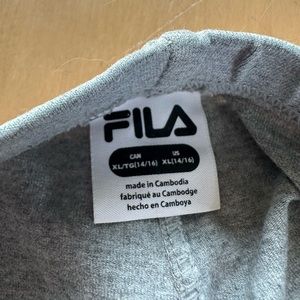 FILA
CAN US
XL/TG(14/16) XL(14/16)
made in Cambodia
fabriqué au Cambodge
hecho en Camboya